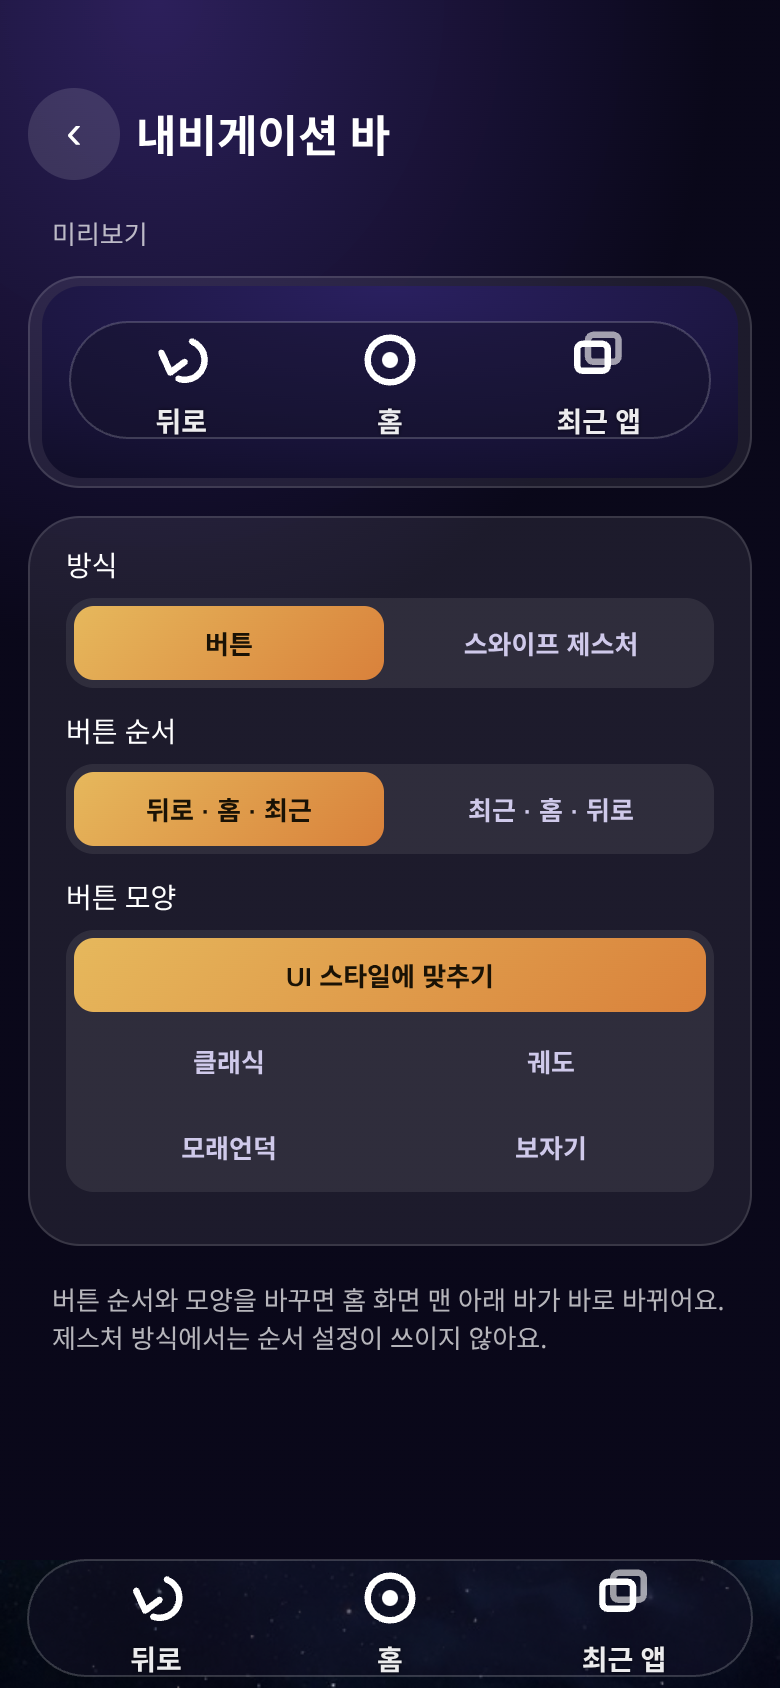 내비게이션 바
미리보기
뒤로 홈 최근 앱
방식
버튼 스와이프 제스처
버튼 순서
뒤로 · 홈 · 최근 최근 · 홈 · 뒤로
버튼 모양
UI 스타일에 맞추기
클래식 궤도
모래언덕 보자기
버튼 순서와 모양을 바꾸면 홈 화면 맨 아래 바가 바로 바뀌어요.
제스처 방식에서는 순서 설정이 쓰이지 않아요.
뒤로 홈 최근 앱